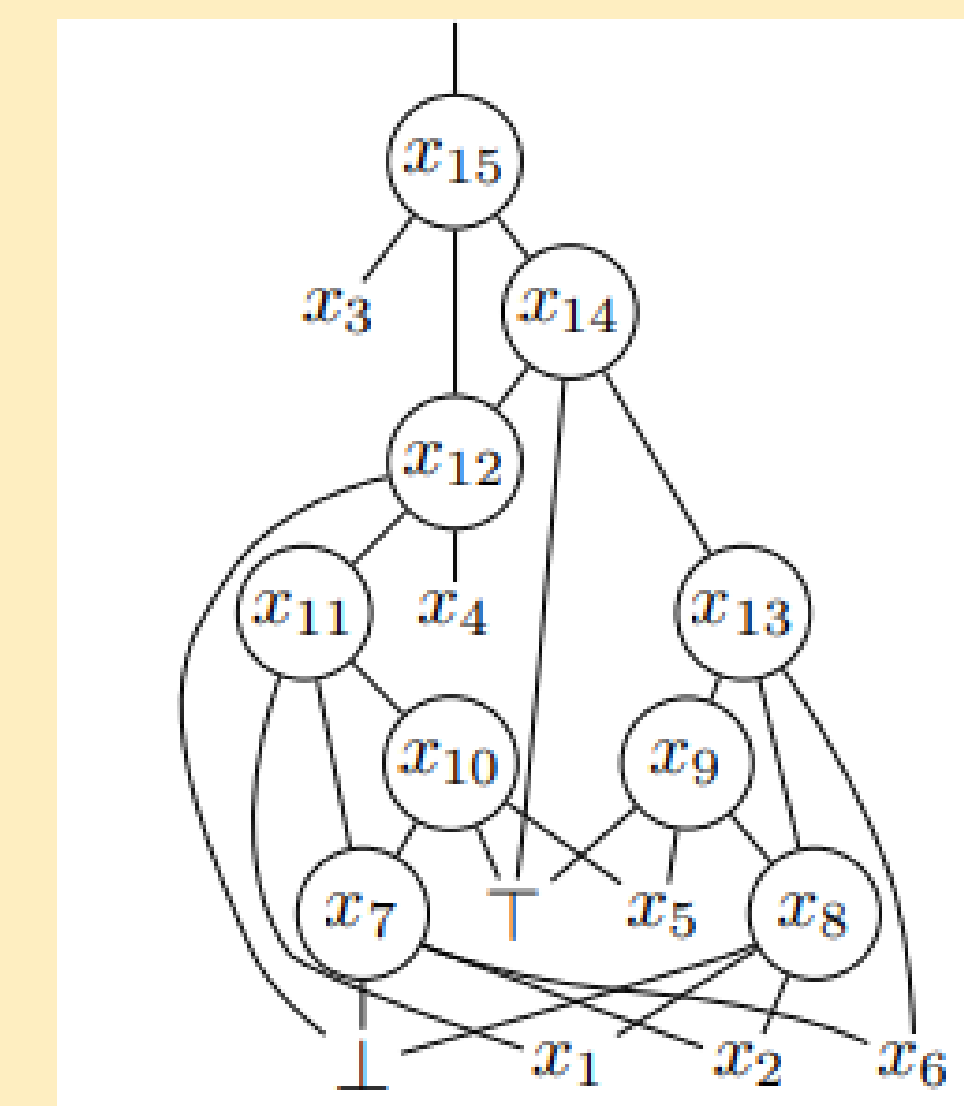 x₁₅
x₃ x₁₄
x₁₂
x₁₁ x₄ x₁₃
x₁₀ x₉
x₇ ⊤ x₅ x₈
⊥ x₁ x₂ x₆